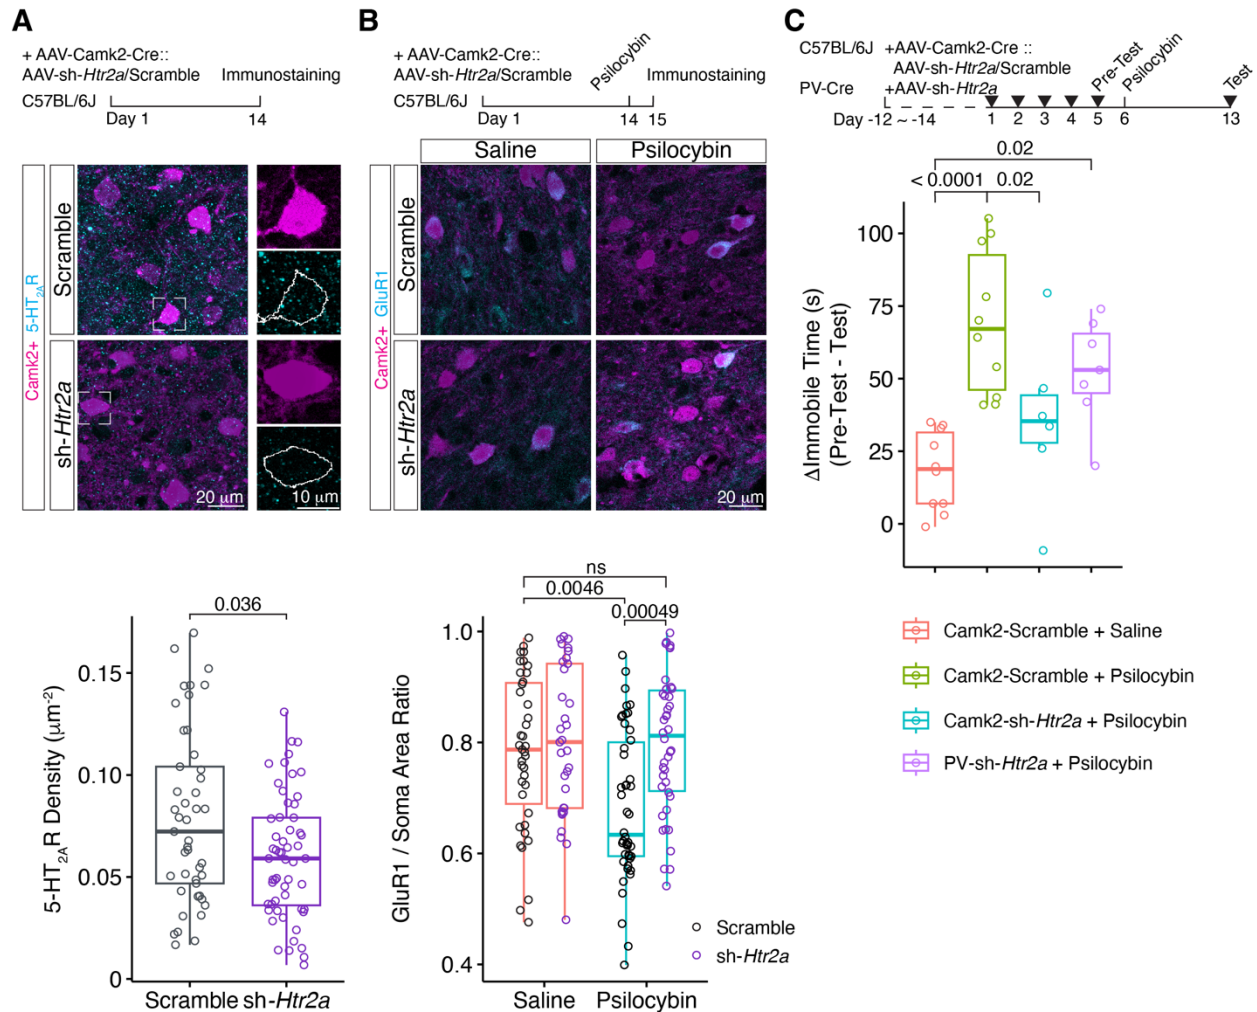 A
+ AAV-Camk2-Cre::
AAV-sh-Htr2a/Scramble
Immunostaining
C57BL/6J
Day 1
14
Camk2+ 5-HT2AR
Scramble
sh-Htr2a
20 μm
10 μm
5-HT2AR Density (μm-2)
0.036
0.15
0.10
0.05
0
Scramble sh-Htr2a
B
+ AAV-Camk2-Cre::
AAV-sh-Htr2a/Scramble
Psilocybin
Immunostaining
C57BL/6J
Day 1
14 15
Saline
Psilocybin
Camk2+ GluR1
Scramble
sh-Htr2a
20 μm
GluR1 / Soma Area Ratio
ns
0.0046
0.00049
1.0
0.8
0.6
0.4
Saline
Psilocybin
Scramble
sh-Htr2a
C
C57BL/6J +AAV-Camk2-Cre ::
AAV-sh-Htr2a/Scramble
PV-Cre +AAV-sh-Htr2a
Pre-Test
Psilocybin
Test
Day -12 ~ -14 1 2 3 4 5 6 13
0.02
< 0.0001 0.02
ΔImmobile Time (s)
(Pre-Test - Test)
100
75
50
25
0
Camk2-Scramble + Saline
Camk2-Scramble + Psilocybin
Camk2-sh-Htr2a + Psilocybin
PV-sh-Htr2a + Psilocybin